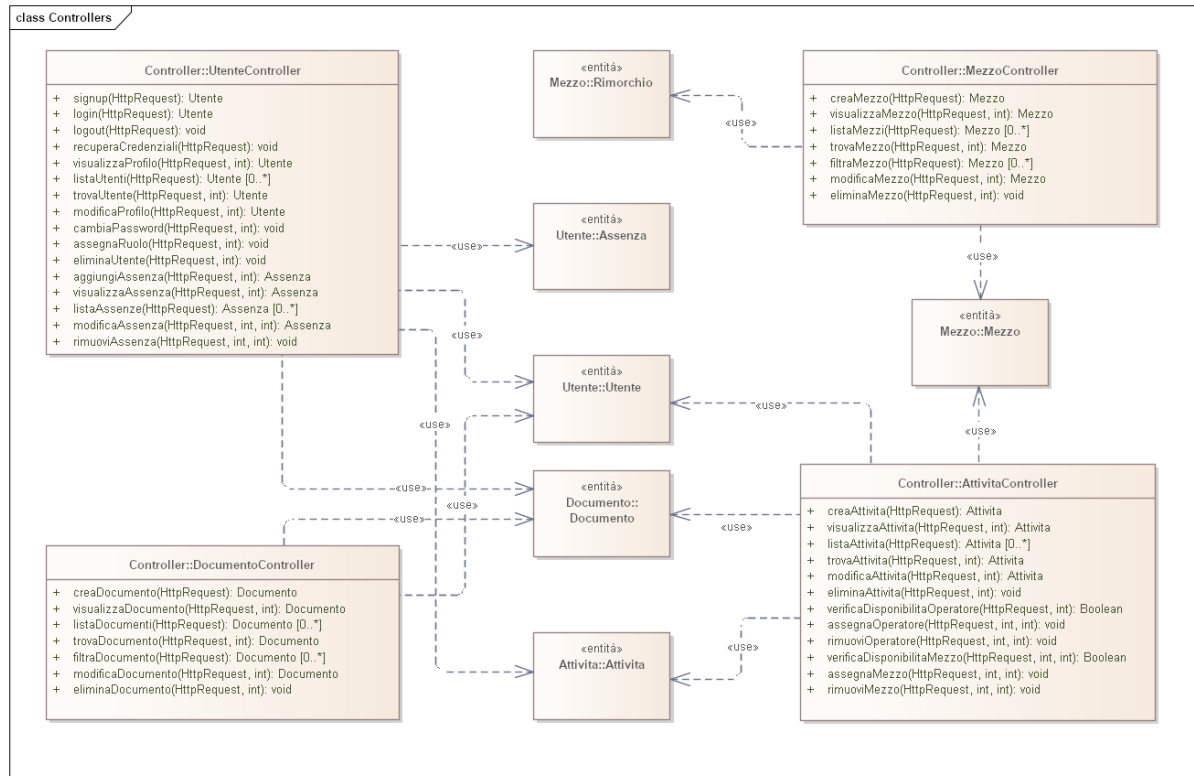 class Controllers
Controller::UtenteController
+ signup(HttpRequest): Utente
+ login(HttpRequest): Utente
+ logout(HttpRequest): void
+ recuperaCredenziali(HttpRequest): void
+ visualizzaProfilo(HttpRequest, int): Utente
+ listaUtenti(HttpRequest): Utente [0..*]
+ trovaUtente(HttpRequest, int): Utente
+ modificaProfilo(HttpRequest, int): Utente
+ cambiaPassword(HttpRequest, int): void
+ assegnaRuolo(HttpRequest, int): void
+ eliminaUtente(HttpRequest, int): void
+ aggiungiAssenza(HttpRequest, int): Assenza
+ visualizzaAssenza(HttpRequest, int): Assenza
+ listaAssenze(HttpRequest): Assenza [0..*]
+ modificaAssenza(HttpRequest, int, int): Assenza
+ rimuoviAssenza(HttpRequest, int, int): void
«entità»
Mezzo::Rimorchio
Controller::MezzoController
+ creaMezzo(HttpRequest): Mezzo
+ visualizzaMezzo(HttpRequest, int): Mezzo
+ listaMezzi(HttpRequest): Mezzo [0..*]
+ trovaMezzo(HttpRequest, int): Mezzo
+ filtraMezzo(HttpRequest): Mezzo [0..*]
+ modificaMezzo(HttpRequest, int): Mezzo
+ eliminaMezzo(HttpRequest, int): void
«use»
«entità»
Utente::Assenza
«use»
«use»
«entità»
Mezzo::Mezzo
«use»
«entità»
Utente::Utente
«use»
«use»
«use»
«entità»
Documento::
Documento
«use»
«use»
«use»
«use»
Controller::AttivitaController
+ creaAttivita(HttpRequest): Attivita
+ visualizzaAttivita(HttpRequest, int): Attivita
+ listaAttivita(HttpRequest): Attivita [0..*]
+ trovaAttivita(HttpRequest, int): Attivita
+ modificaAttivita(HttpRequest, int): Attivita
+ eliminaAttivita(HttpRequest, int): void
+ verificaDisponibilitaOperatore(HttpRequest, int): Boolean
+ assegnaOperatore(HttpRequest, int, int): void
+ rimuoviOperatore(HttpRequest, int, int): void
+ verificaDisponibilitaMezzo(HttpRequest, int, int): Boolean
+ assegnaMezzo(HttpRequest, int, int): void
+ rimuoviMezzo(HttpRequest, int, int): void
Controller::DocumentoController
+ creaDocumento(HttpRequest): Documento
+ visualizzaDocumento(HttpRequest, int): Documento
+ listaDocumenti(HttpRequest): Documento [0..*]
+ trovaDocumento(HttpRequest, int): Documento
+ filtraDocumento(HttpRequest): Documento [0..*]
+ modificaDocumento(HttpRequest, int): Documento
+ eliminaDocumento(HttpRequest, int): void
«entità»
Attivita::Attivita
«use»